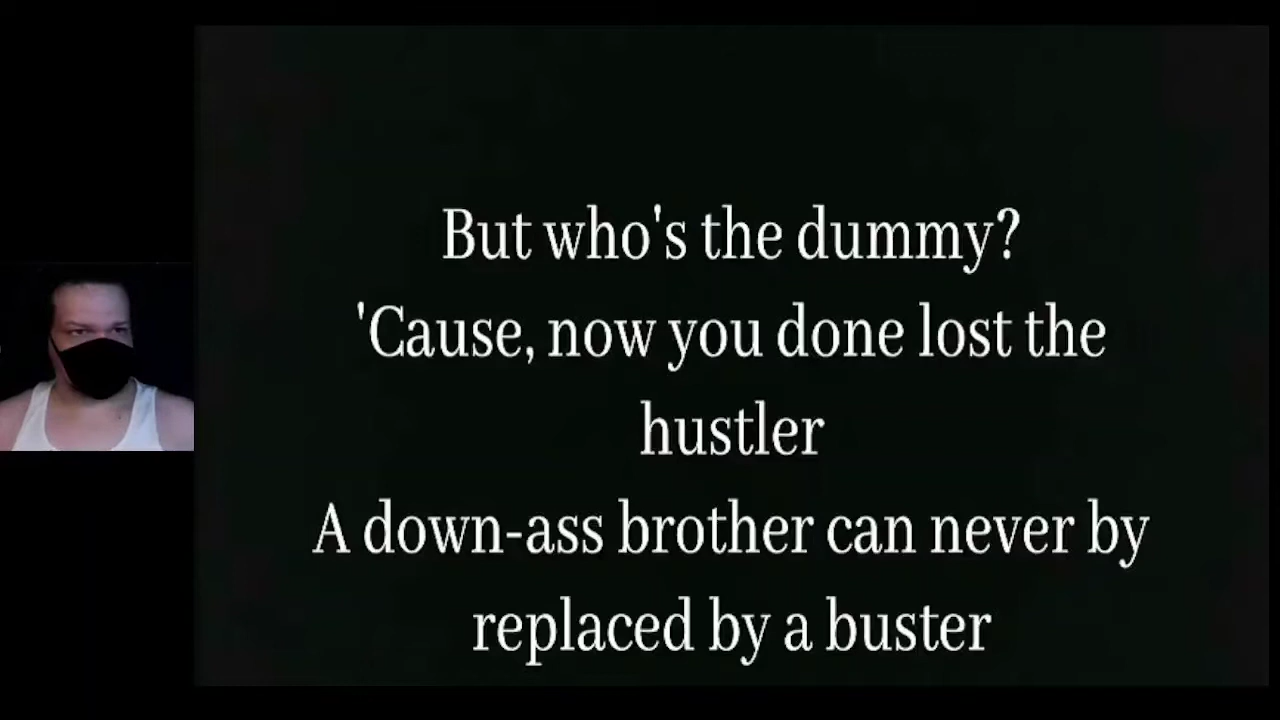 But who's the dummy?
'Cause, now you done lost the
hustler
A down-ass brother can never by
replaced by a buster